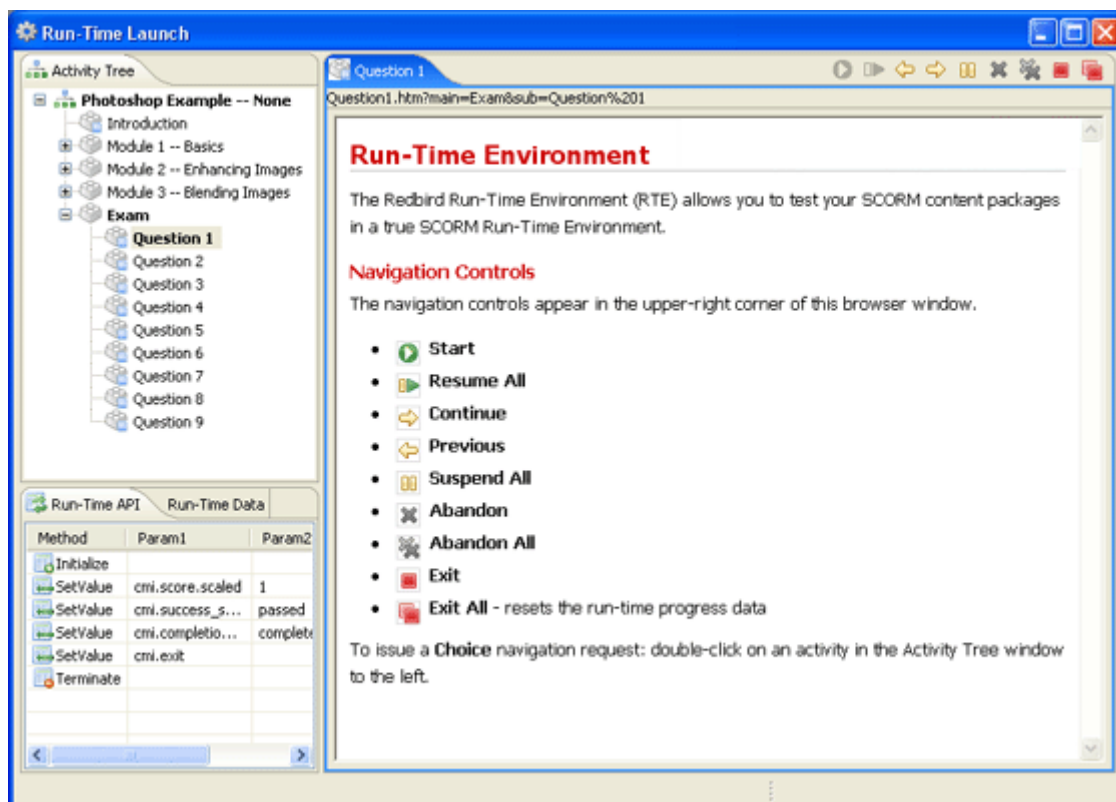 Run-Time Launch
Activity Tree
Photoshop Example -- None
Introduction
Module 1 -- Basics
Module 2 -- Enhancing Images
Module 3 -- Blending Images
Exam
Question 1
Question 2
Question 3
Question 4
Question 5
Question 6
Question 7
Question 8
Question 9
Run-Time API Run-Time Data
Method Param1 Param2
Initialize
SetValue cmi.score.scaled 1
SetValue cmi.success_s... passed
SetValue cmi.completio... complete
SetValue cmi.exit
Terminate
Question 1
Question1.htm?main=Exam&sub=Question%201
Run-Time Environment
The Redbird Run-Time Environment (RTE) allows you to test your SCORM content packages
in a true SCORM Run-Time Environment.
Navigation Controls
The navigation controls appear in the upper-right corner of this browser window.
• Start
• Resume All
• Continue
• Previous
• Suspend All
• Abandon
• Abandon All
• Exit
• Exit All - resets the run-time progress data
To issue a Choice navigation request: double-click on an activity in the Activity Tree window
to the left.